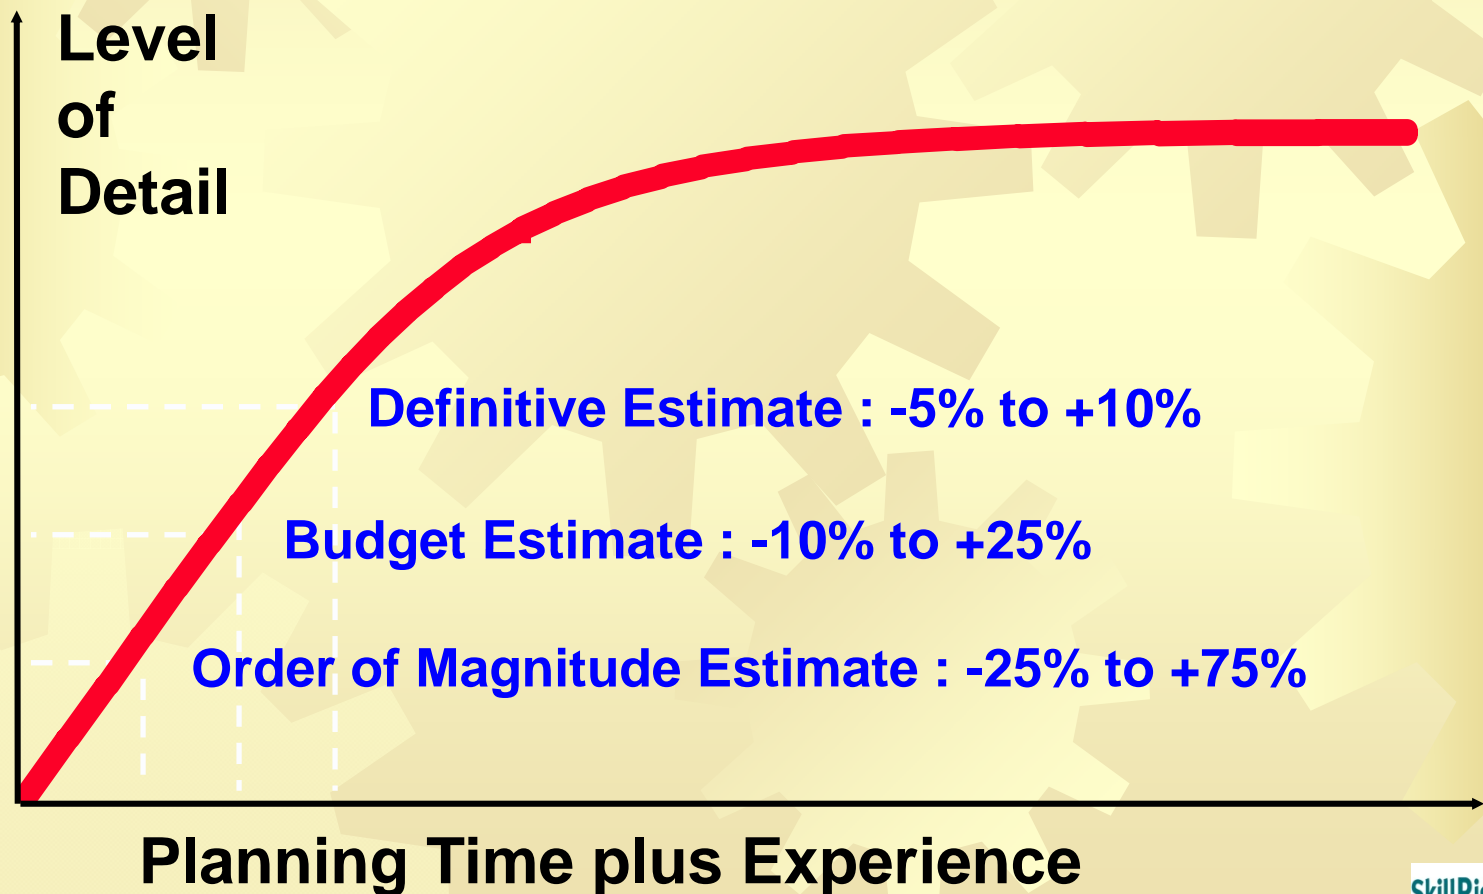 Level
of
Detail
Definitive Estimate : -5% to +10%
Budget Estimate : -10% to +25%
Order of Magnitude Estimate : -25% to +75%
Planning Time plus Experience